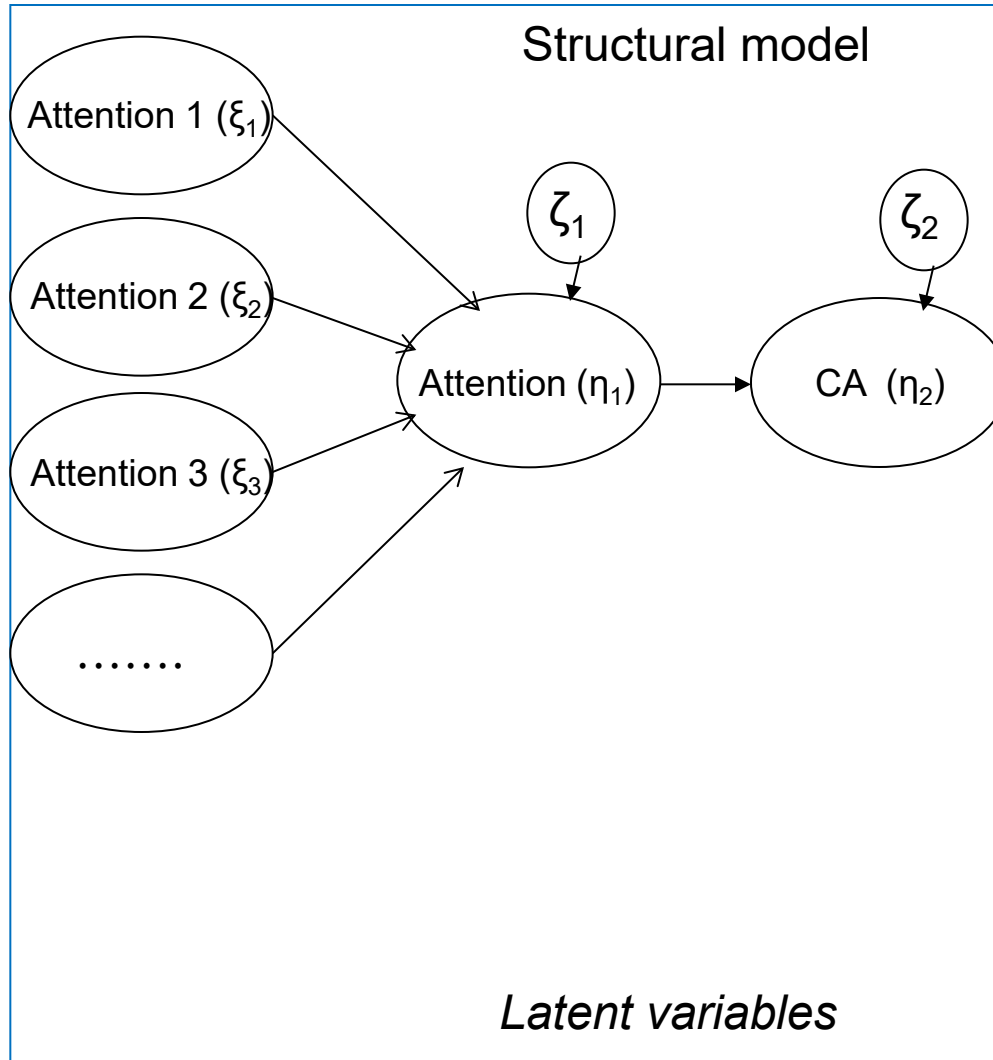 Structural model
Attention 1 (ξ₁)
ζ₁
ζ₂
Attention 2 (ξ₂)
Attention (η₁)
CA (η₂)
Attention 3 (ξ₃)
.......
Latent variables